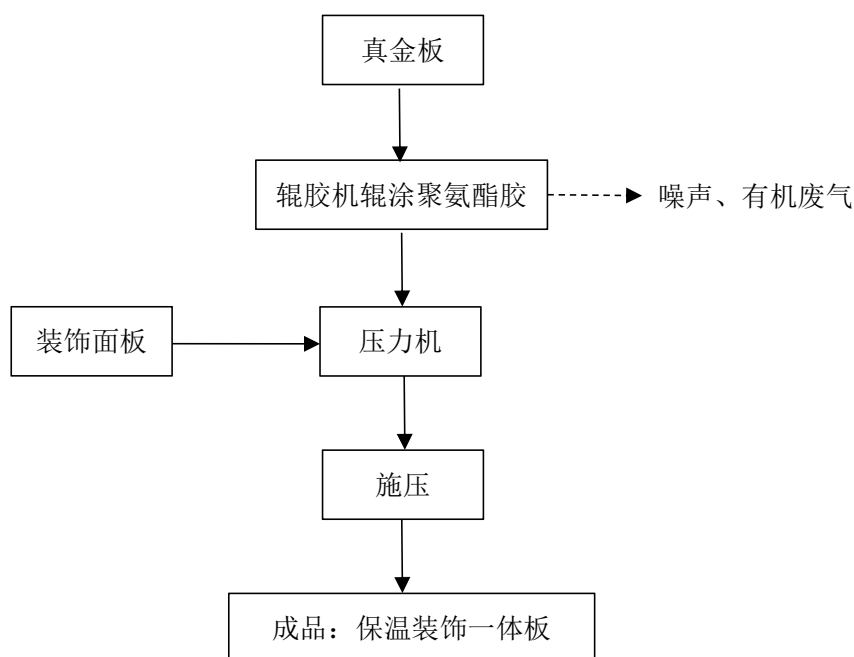 真金板
辊胶机辊涂聚氨酯胶
噪声、有机废气
装饰面板
压力机
施压
成品：保温装饰一体板